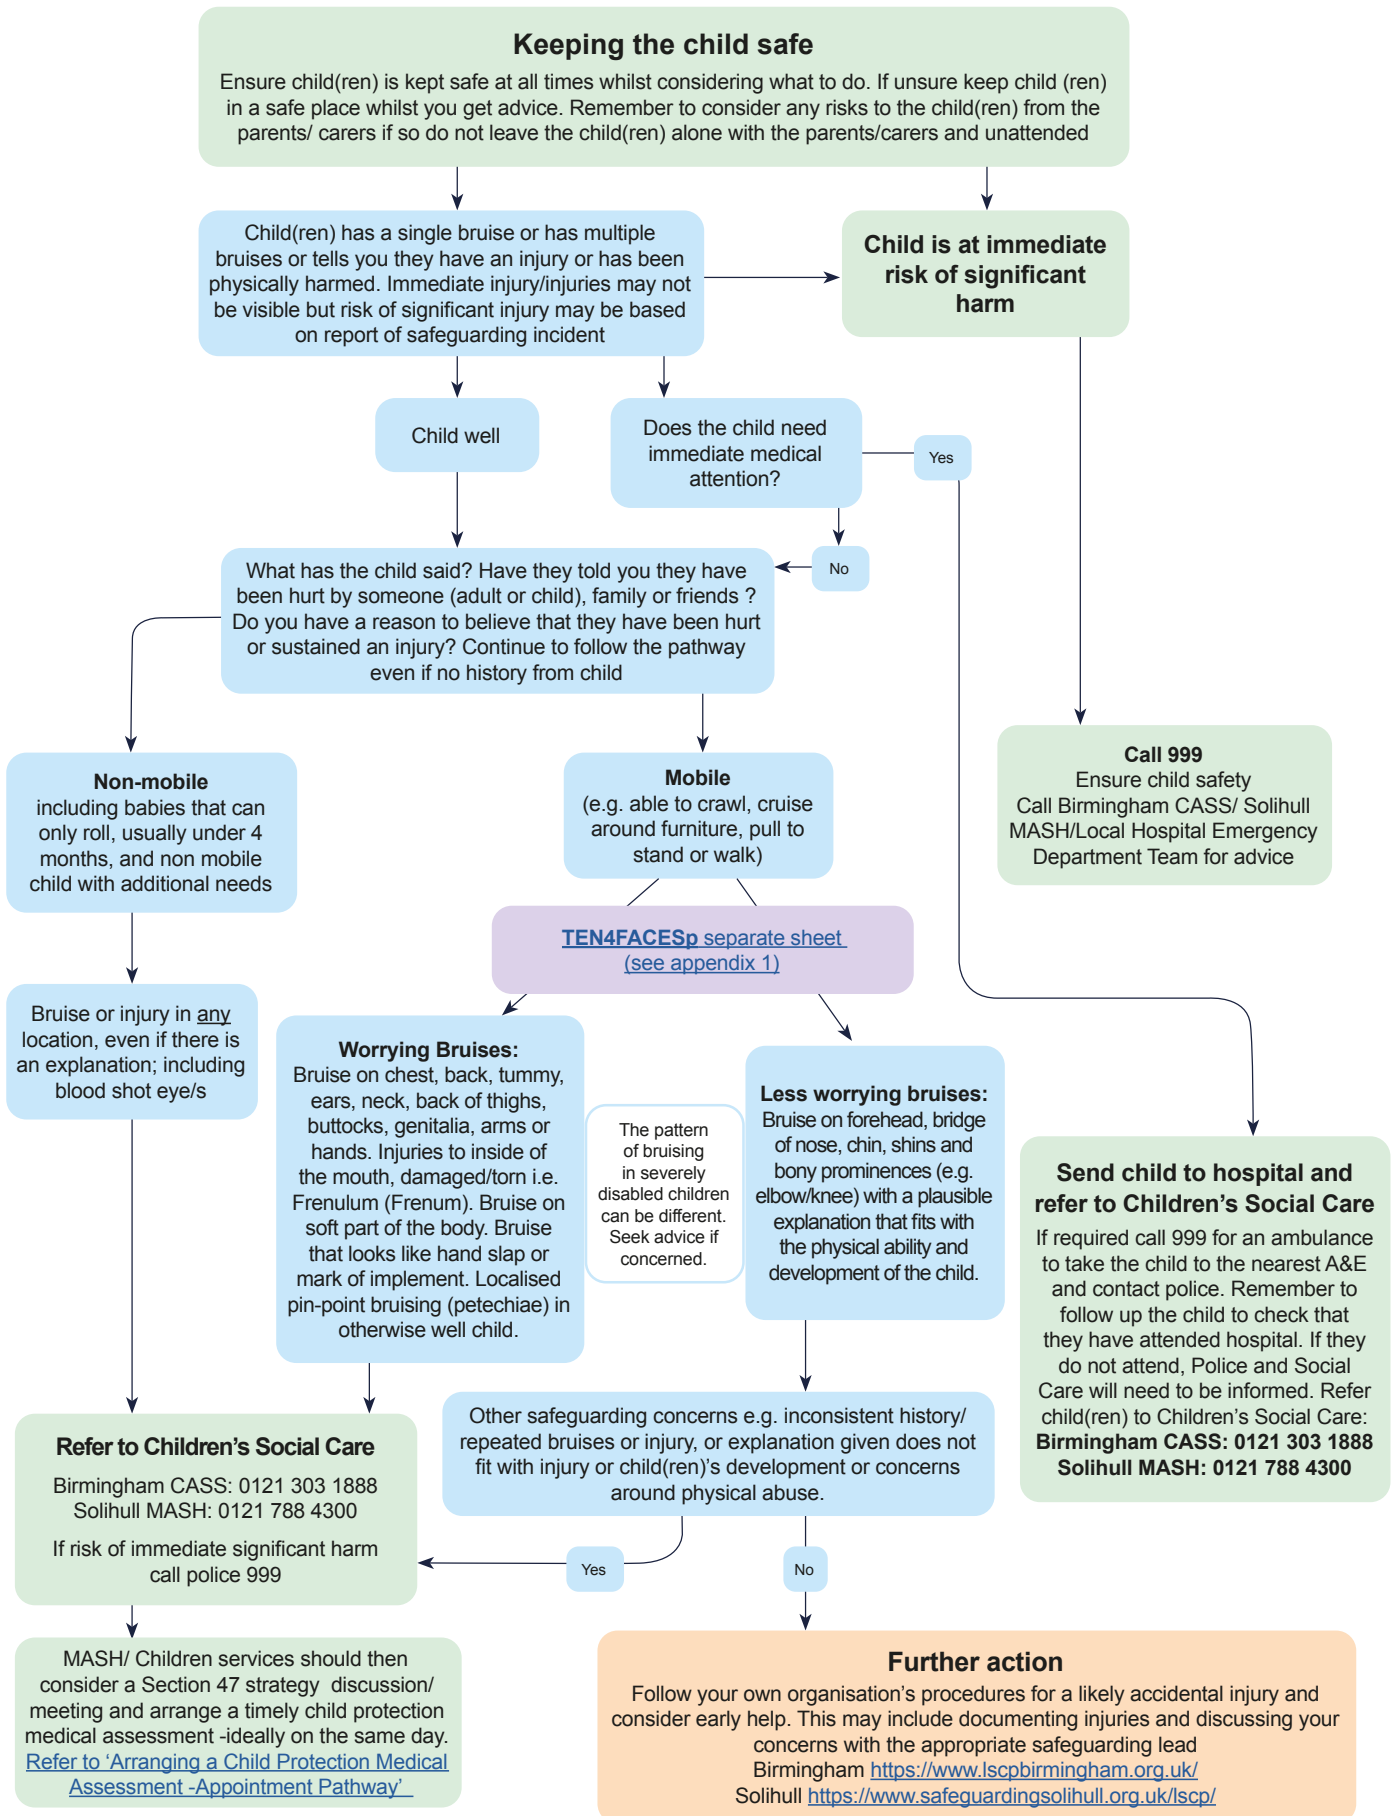 Keeping the child safe
Ensure child(ren) is kept safe at all times whilst considering what to do. If unsure keep child (ren)
in a safe place whilst you get advice. Remember to consider any risks to the child(ren) from the
parents/ carers if so do not leave the child(ren) alone with the parents/carers and unattended
Child(ren) has a single bruise or has multiple
bruises or tells you they have an injury or has been
physically harmed. Immediate injury/injuries may not
be visible but risk of significant injury may be based
on report of safeguarding incident
Child is at immediate
risk of significant
harm
Child well
Does the child need
immediate medical
attention?
Yes
No
What has the child said? Have they told you they have
been hurt by someone (adult or child), family or friends ?
Do you have a reason to believe that they have been hurt
or sustained an injury? Continue to follow the pathway
even if no history from child
Non-mobile
including babies that can
only roll, usually under 4
months, and non mobile
child with additional needs
Mobile
(e.g. able to crawl, cruise
around furniture, pull to
stand or walk)
Call 999
Ensure child safety
Call Birmingham CASS/ Solihull
MASH/Local Hospital Emergency
Department Team for advice
TEN4FACESp separate sheet
(see appendix 1)
Bruise or injury in any
location, even if there is
an explanation; including
blood shot eye/s
Worrying Bruises:
Bruise on chest, back, tummy,
ears, neck, back of thighs,
buttocks, genitalia, arms or
hands. Injuries to inside of
the mouth, damaged/torn i.e.
Frenulum (Frenum). Bruise on
soft part of the body. Bruise
that looks like hand slap or
mark of implement. Localised
pin-point bruising (petechiae) in
otherwise well child.
The pattern
of bruising
in severely
disabled children
can be different.
Seek advice if
concerned.
Less worrying bruises:
Bruise on forehead, bridge
of nose, chin, shins and
bony prominences (e.g.
elbow/knee) with a plausible
explanation that fits with
the physical ability and
development of the child.
Send child to hospital and
refer to Children’s Social Care
If required call 999 for an ambulance
to take the child to the nearest A&E
and contact police. Remember to
follow up the child to check that
they have attended hospital. If they
do not attend, Police and Social
Care will need to be informed. Refer
child(ren) to Children’s Social Care:
Birmingham CASS: 0121 303 1888
Solihull MASH: 0121 788 4300
Refer to Children’s Social Care
Birmingham CASS: 0121 303 1888
Solihull MASH: 0121 788 4300
If risk of immediate significant harm
call police 999
Other safeguarding concerns e.g. inconsistent history/
repeated bruises or injury, or explanation given does not
fit with injury or child(ren)’s development or concerns
around physical abuse.
Yes
No
MASH/ Children services should then
consider a Section 47 strategy discussion/
meeting and arrange a timely child protection
medical assessment -ideally on the same day.
Refer to ‘Arranging a Child Protection Medical
Assessment -Appointment Pathway’
Further action
Follow your own organisation’s procedures for a likely accidental injury and
consider early help. This may include documenting injuries and discussing your
concerns with the appropriate safeguarding lead
Birmingham https://www.lscpbirmingham.org.uk/
Solihull https://www.safeguardingsolihull.org.uk/lscp/